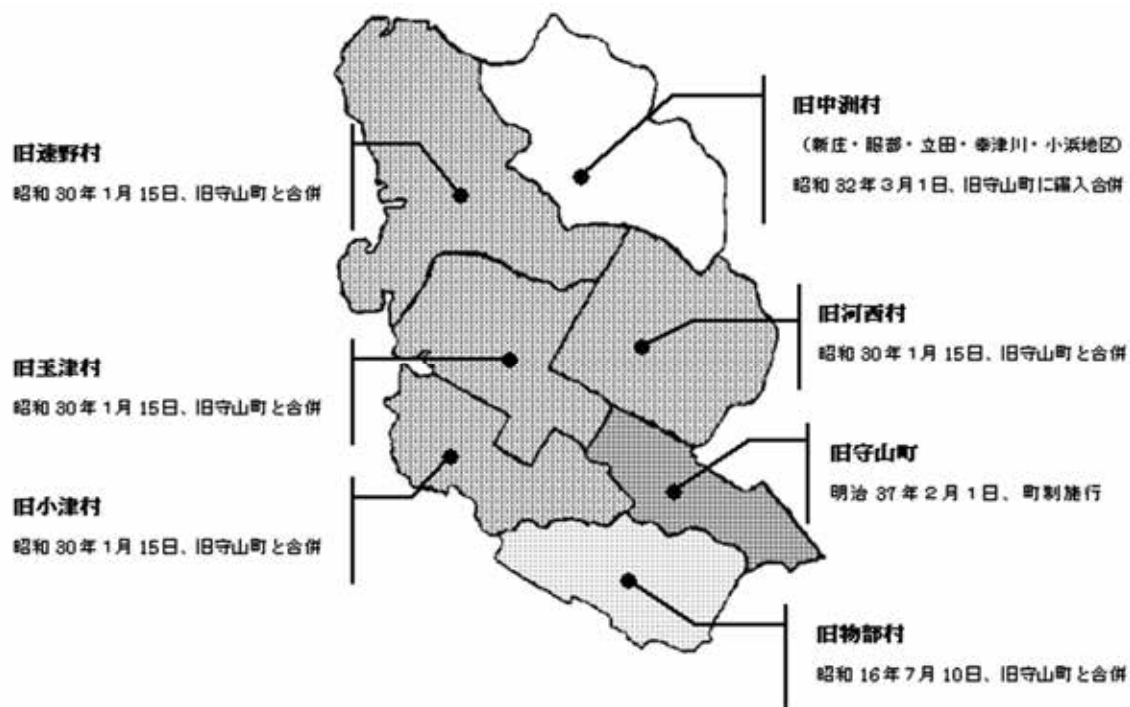 旧速野村
昭和30年1月15日、旧守山町と合併
旧玉津村
昭和30年1月15日、旧守山町と合併
旧小津村
昭和30年1月15日、旧守山町と合併
旧中洲村
（新庄・服部・立田・幸津川・小浜地区）
昭和32年3月1日、旧守山町に編入合併
旧河西村
昭和30年1月15日、旧守山町と合併
旧守山町
明治37年2月1日、町制施行
旧物部村
昭和16年7月10日、旧守山町と合併